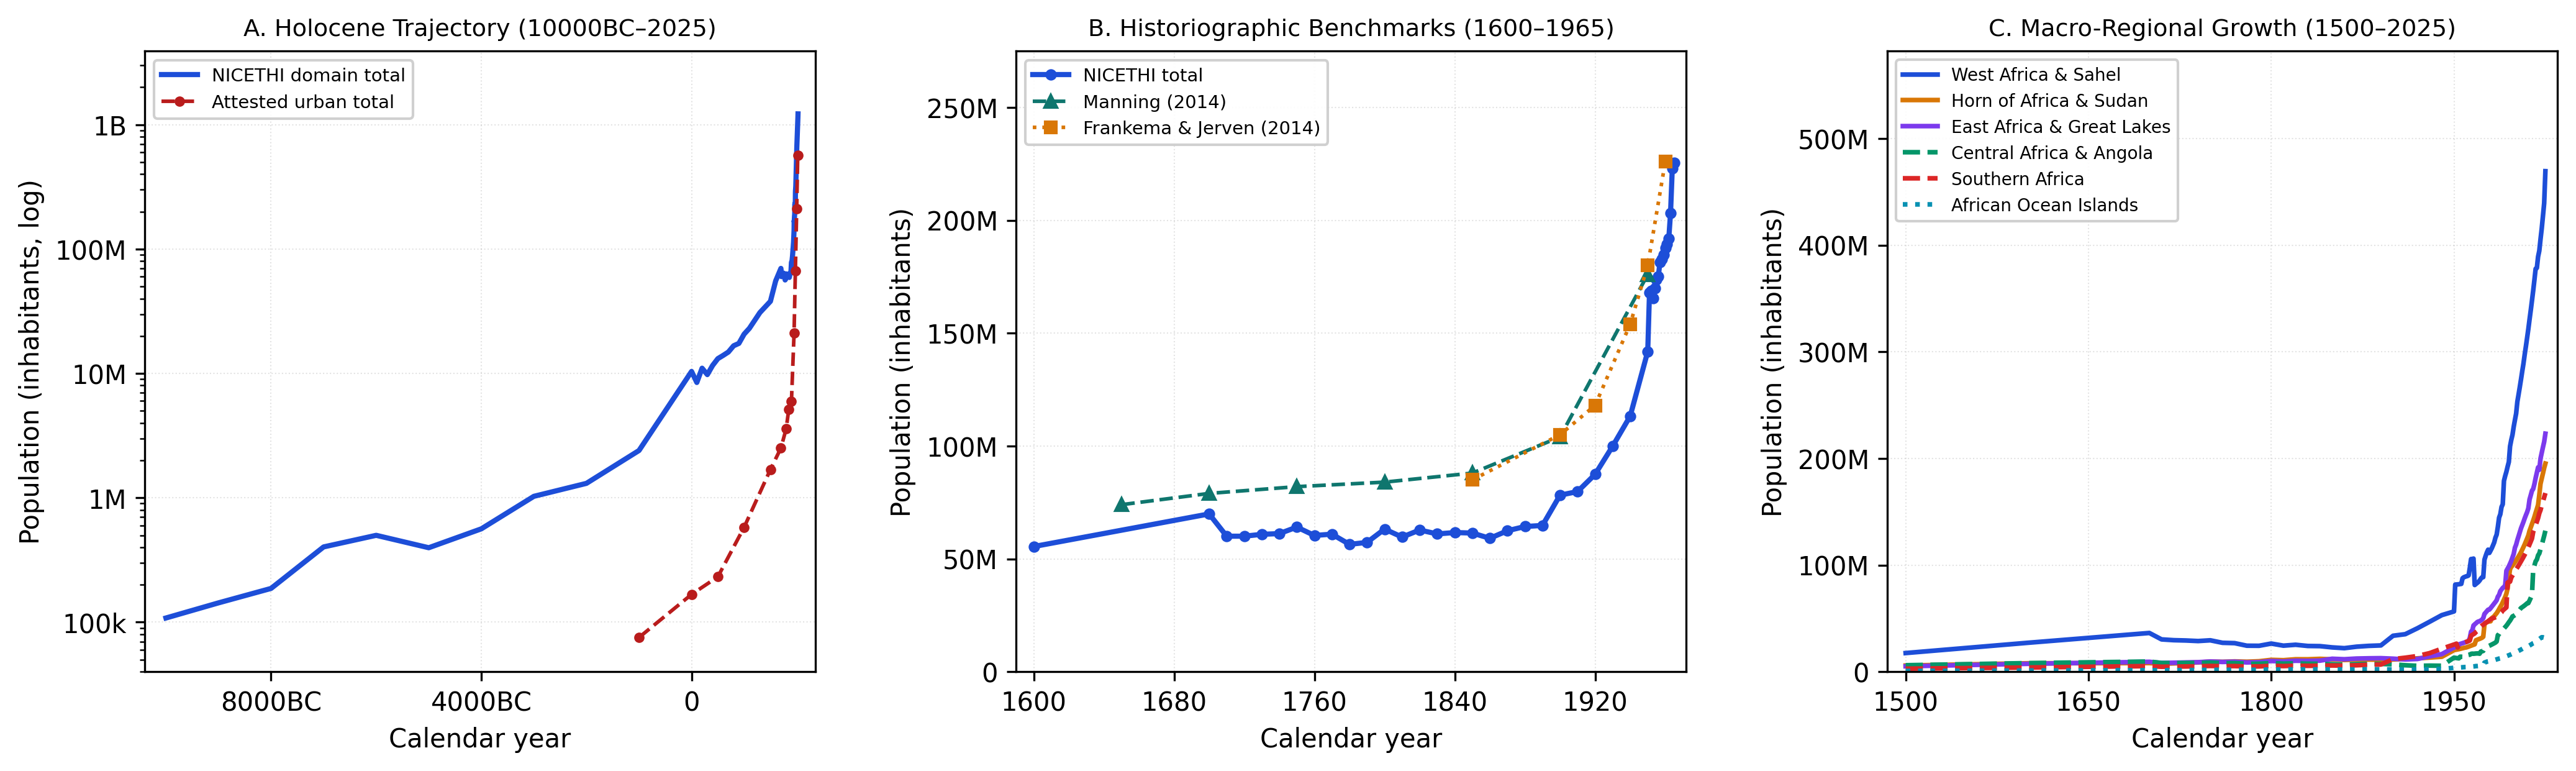 A. Holocene Trajectory (10000BC–2025)
NICETHI domain total
Attested urban total
Population (inhabitants, log)
1B
100M
10M
1M
100k
8000BC
4000BC
0
Calendar year
B. Historiographic Benchmarks (1600–1965)
NICETHI total
Manning (2014)
Frankema & Jerven (2014)
Population (inhabitants)
250M
200M
150M
100M
50M
0
1600
1680
1760
1840
1920
Calendar year
C. Macro-Regional Growth (1500–2025)
West Africa & Sahel
Horn of Africa & Sudan
East Africa & Great Lakes
Central Africa & Angola
Southern Africa
African Ocean Islands
Population (inhabitants)
500M
400M
300M
200M
100M
0
1500
1650
1800
1950
Calendar year